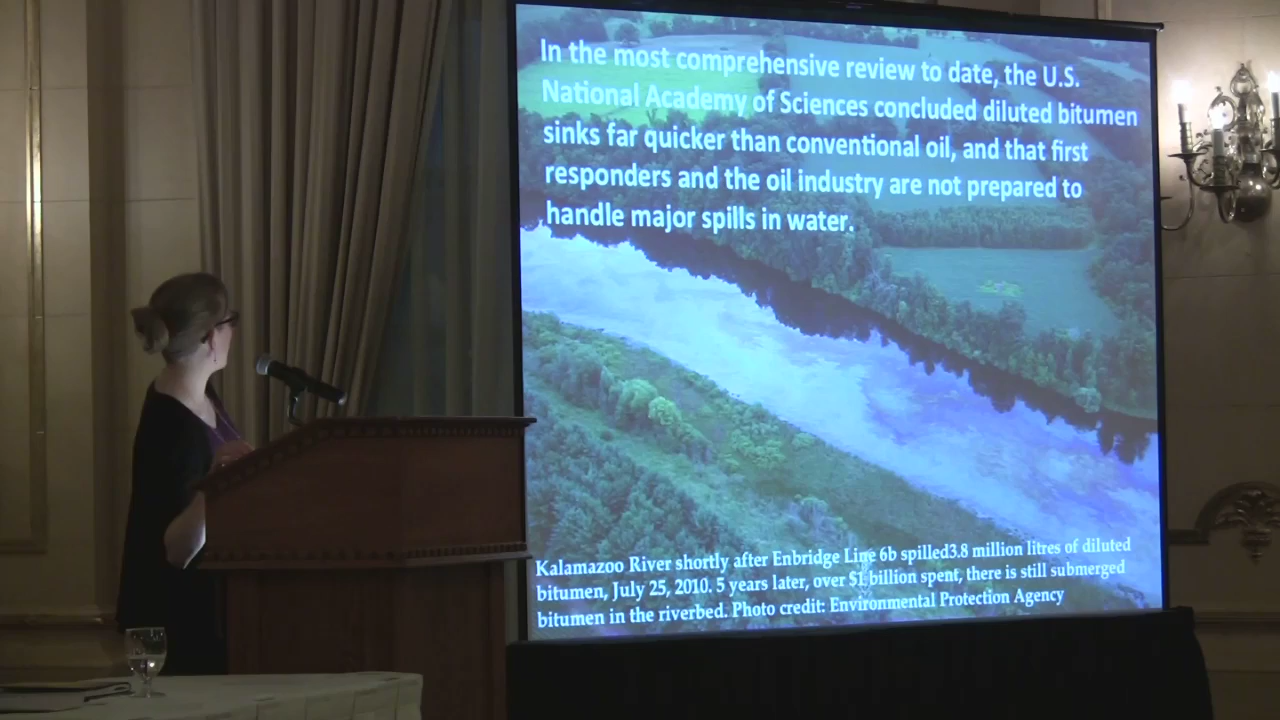 In the most comprehensive review to date, the U.S.
National Academy of Sciences concluded diluted bitumen
sinks far quicker than conventional oil, and that first
responders and the oil industry are not prepared to
handle major spills in water.
Kalamazoo River shortly after Enbridge Line 6b spilled3.8 million litres of diluted
bitumen, July 25, 2010. 5 years later, over $1 billion spent, there is still submerged
bitumen in the riverbed. Photo credit: Environmental Protection Agency